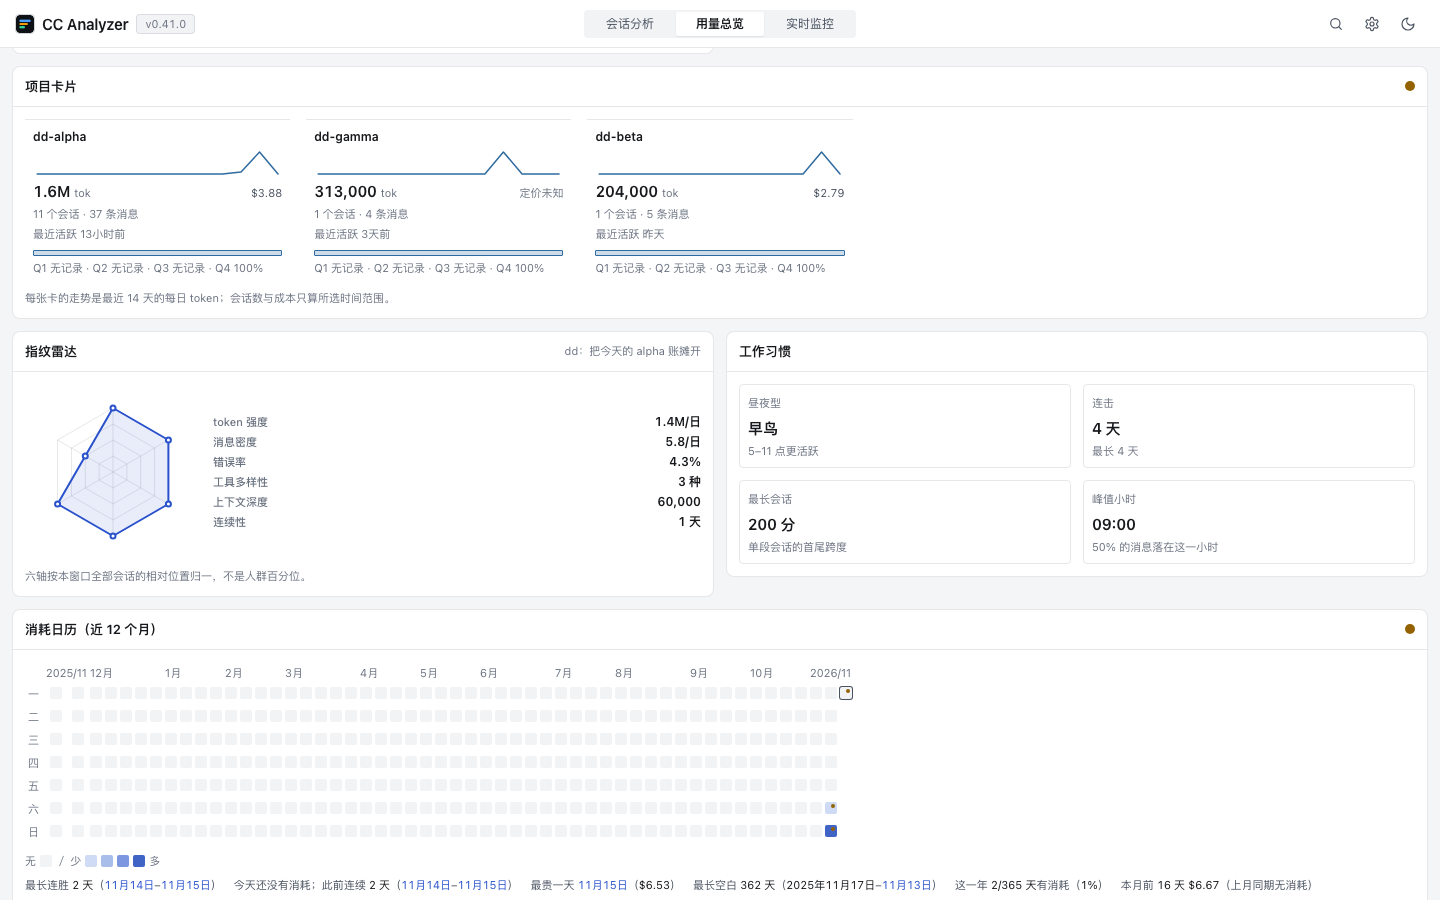 CC Analyzer v0.41.0 会话分析 用量总览 实时监控
项目卡片
dd-alpha
1.6M tok $3.88
11 个会话 · 37 条消息
最近活跃 13小时前
Q1 无记录 · Q2 无记录 · Q3 无记录 · Q4 100%
dd-gamma
313,000 tok 定价未知
1 个会话 · 4 条消息
最近活跃 3天前
Q1 无记录 · Q2 无记录 · Q3 无记录 · Q4 100%
dd-beta
204,000 tok $2.79
1 个会话 · 5 条消息
最近活跃 昨天
Q1 无记录 · Q2 无记录 · Q3 无记录 · Q4 100%
每张卡的走势是最近 14 天的每日 token；会话数与成本只算所选时间范围。
指纹雷达 dd：把今天的 alpha 账摊开
token 强度 1.4M/日
消息密度 5.8/日
错误率 4.3%
工具多样性 3 种
上下文深度 60,000
连续性 1 天
六轴按本窗口全部会话的相对位置归一，不是人群百分位。
工作习惯
昼夜型
早鸟
5–11 点更活跃
连击
4 天
最长 4 天
最长会话
200 分
单段会话的首尾跨度
峰值小时
09:00
50% 的消息落在这一小时
消耗日历（近 12 个月）
2025/11 12月 1月 2月 3月 4月 5月 6月 7月 8月 9月 10月 2026/11
一
二
三
四
五
六
日
无 / 少 多
最长连胜 2 天（11月14日–11月15日） 今天还没有消耗；此前连续 2 天（11月14日–11月15日） 最贵一天 11月15日（$6.53） 最长空白 362 天（2025年11月17日–11月13日） 这一年 2/365 天有消耗（1%） 本月前 16 天 $6.67（上月同期无消耗）